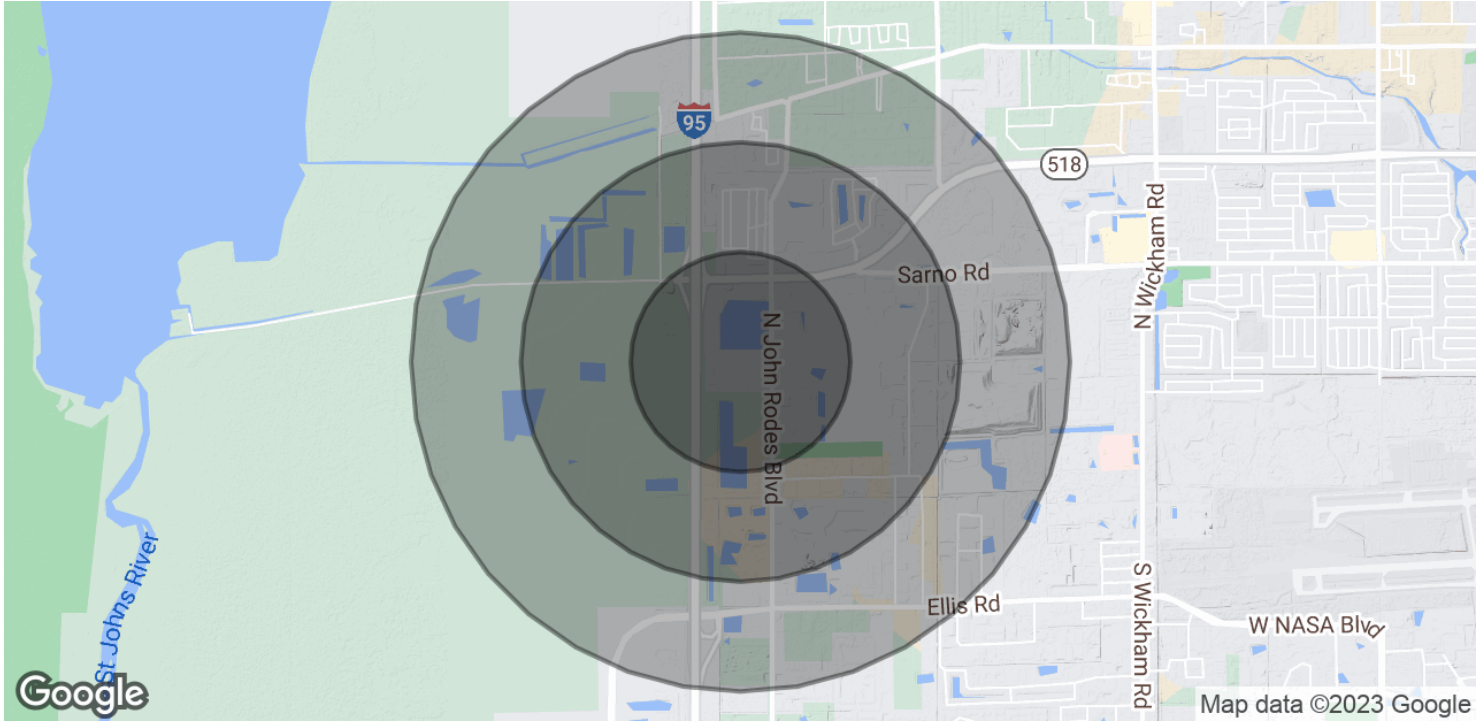 95
518
N Wickham Rd
Sarno Rd
N John Rodes Blvd
St Johns River
Ellis Rd
S Wickham Rd
W NASA Blvd
Google
Map data ©2023 Google